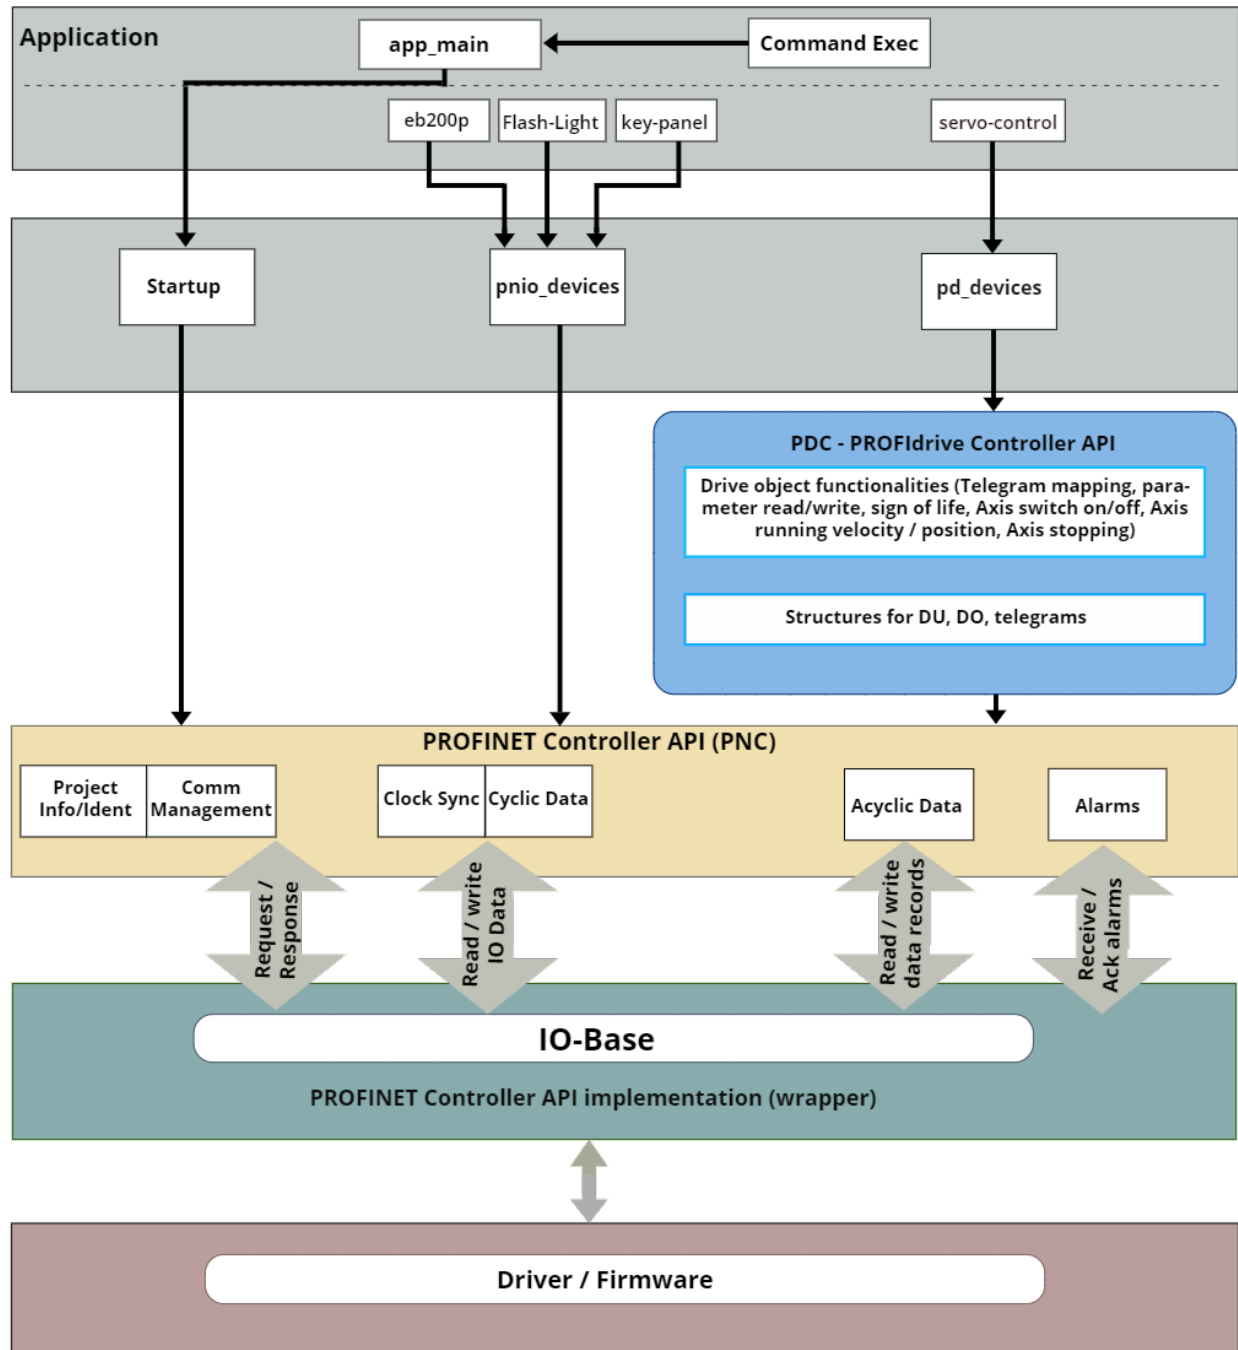 Application
app_main
Command Exec
eb200p
Flash-Light
key-panel
servo-control
Startup
pnio_devices
pd_devices
PDC - PROFIdrive Controller API
Drive object functionalities (Telegram mapping, para-
meter read/write, sign of life, Axis switch on/off, Axis
running velocity / position, Axis stopping)
Structures for DU, DO, telegrams
PROFINET Controller API (PNC)
Project
Info/Ident
Comm
Management
Clock Sync
Cyclic Data
Acyclic Data
Alarms
Request /
Response
Read / write
IO Data
Read / write
data records
Receive /
Ack alarms
IO-Base
PROFINET Controller API implementation (wrapper)
Driver / Firmware